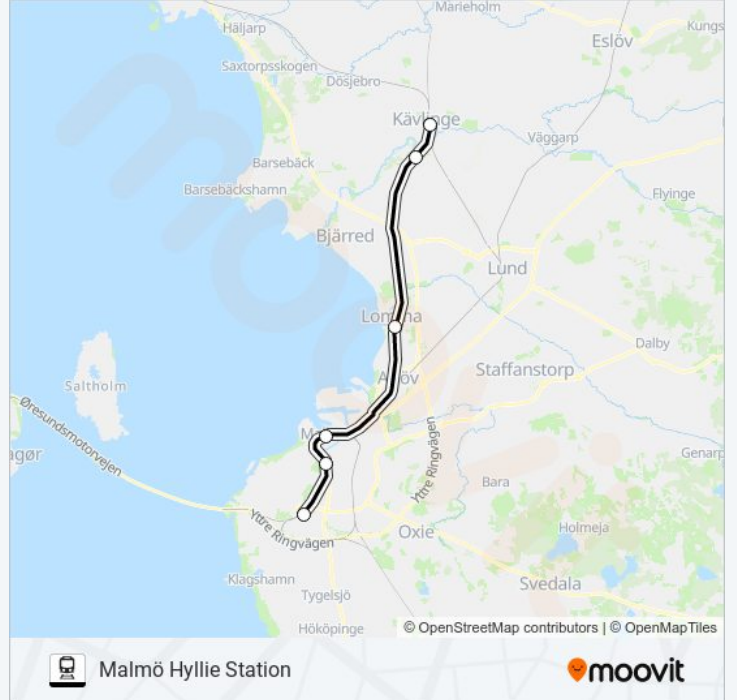 Marieholm
Häljarp
Kungs
Eslöv
Saxtorpsskogen
Dösjebro
Kävlinge
Väggarp
Barsebäck
Barsebäckshamn
Flyinge
Bjärred
Lund
Lomma
Dalby
Staffanstorp
Saltholm
Øresundsmotorvejen
agør
Yttre Ringvägen
Genarp
Bara
Yttre Ringvägen
Oxie
Holmeja
Klagshamn
Svedala
Tygelsjö
Hököpinge
© OpenStreetMap contributors | © OpenMapTiles
Malmö Hyllie Station
moovit